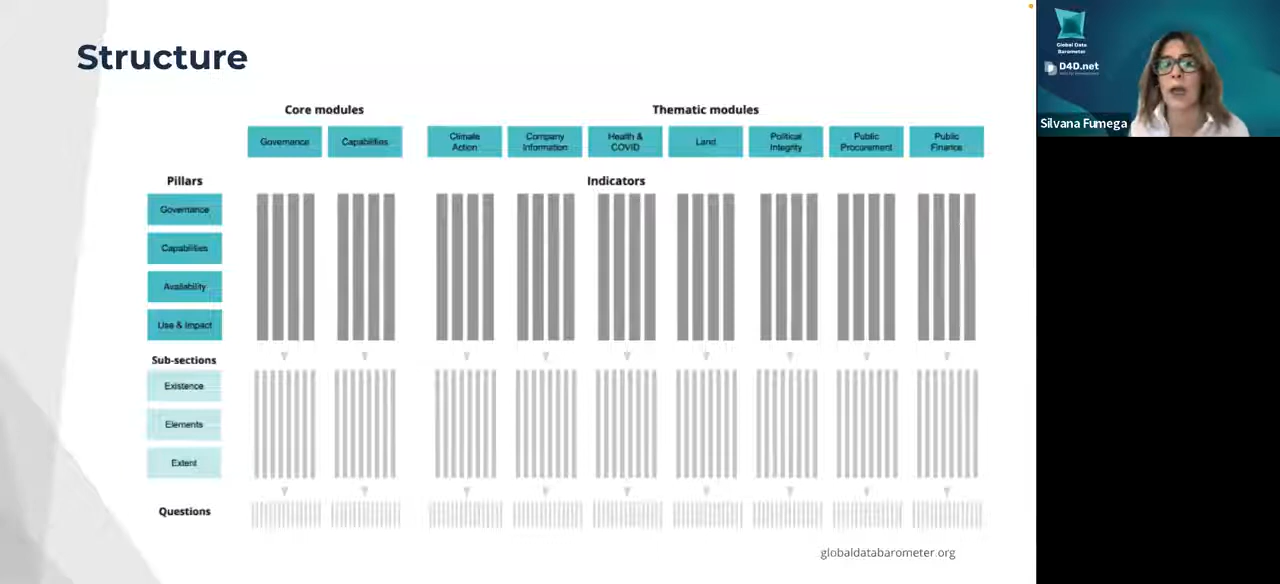 Structure
Core modules
Thematic modules
Governance
Capabilities
Climate
Action
Company
Information
Health &
COVID
Land
Political
Integrity
Public
Procurement
Public
Finance
Pillars
Indicators
Governance
Capabilities
Availability
Use & Impact
Sub-sections
Existence
Elements
Extent
Questions
globaldatabarometer.org
Global Data
Barometer
D4D.net
Silvana Fumega